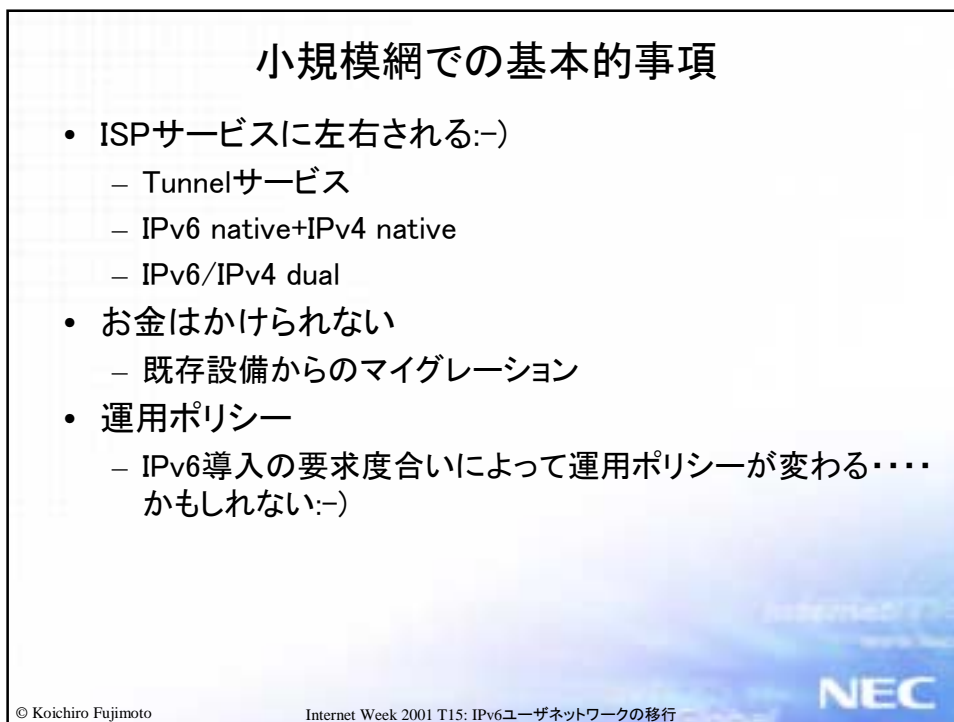 小規模網での基本的事項
• ISPサービスに左右される:-)
– Tunnelサービス
– IPv6 native+IPv4 native
– IPv6/IPv4 dual
• お金はかけられない
– 既存設備からのマイグレーション
• 運用ポリシー
– IPv6導入の要求度合いによって運用ポリシーが変わる・・・・
かもしれない:-)
NEC
© Koichiro Fujimoto
Internet Week 2001 T15: IPv6ユーザネットワークの移行